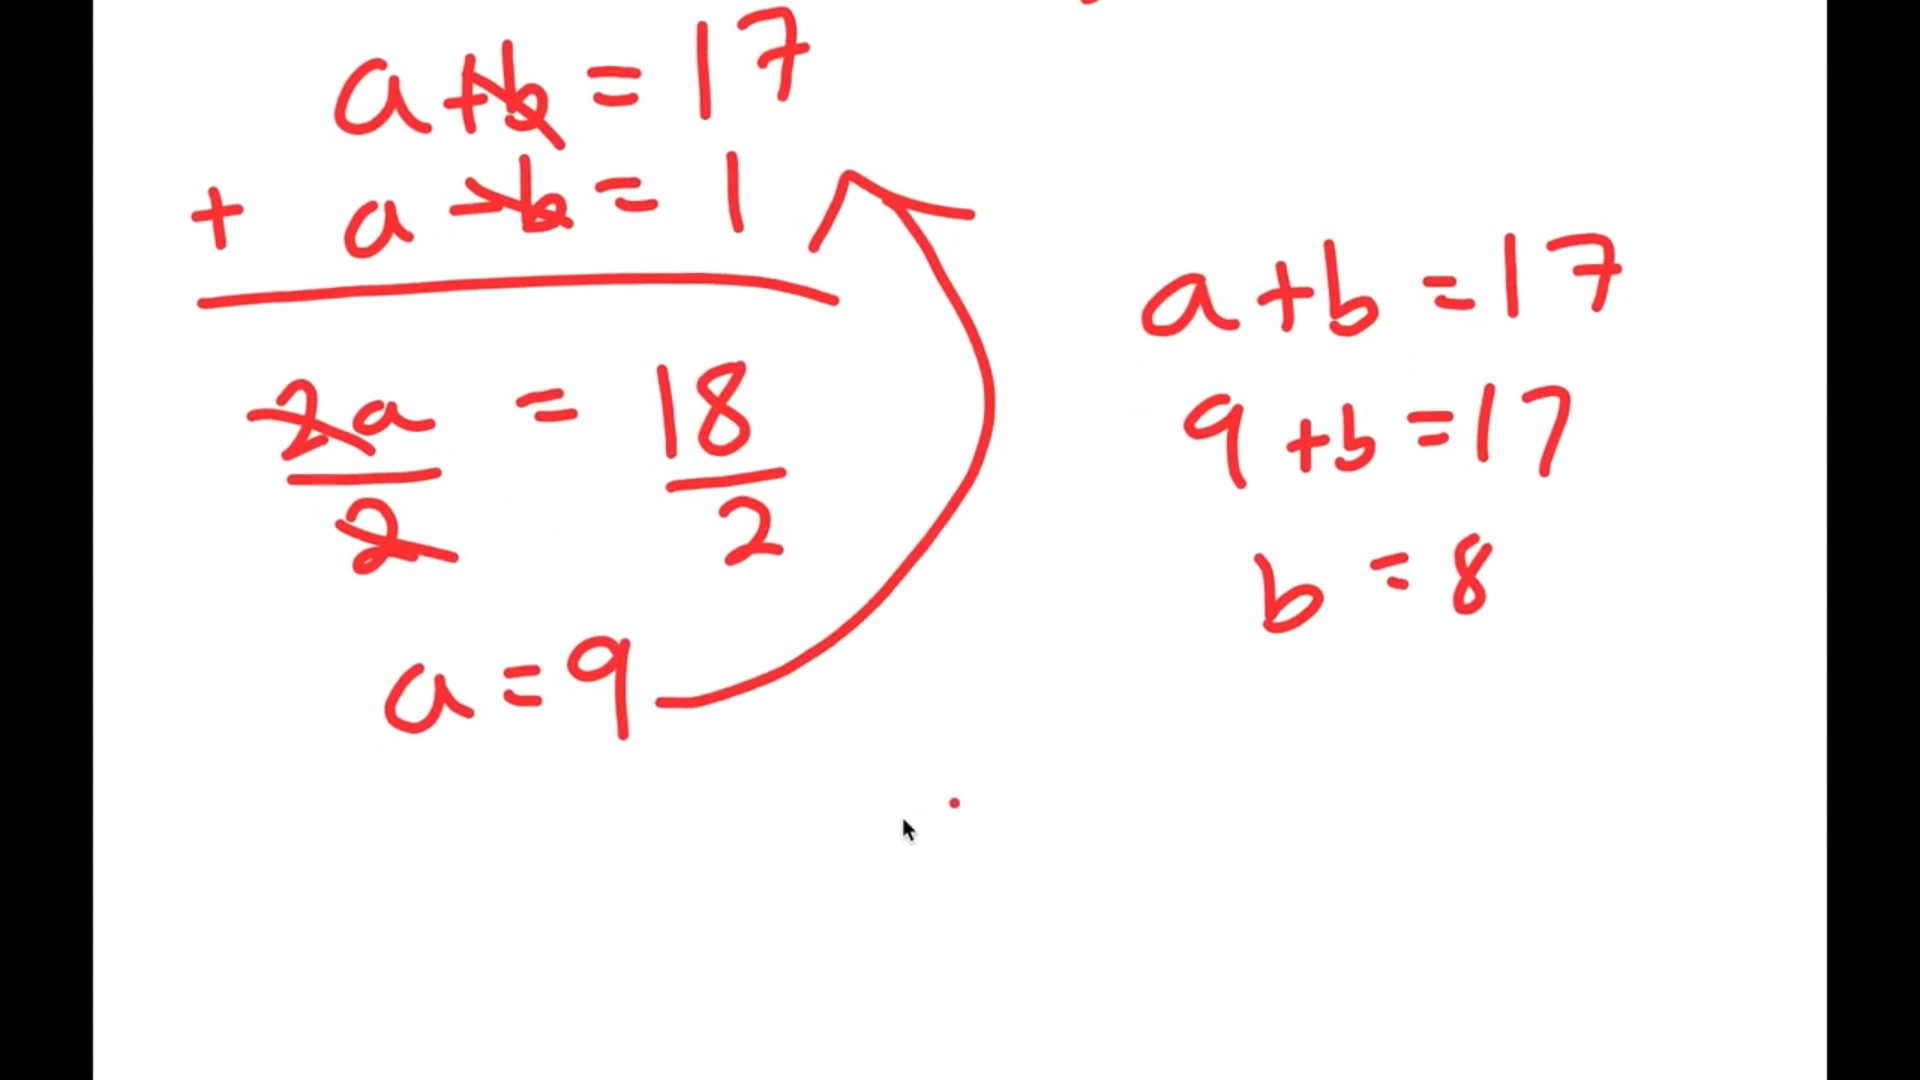 a+b = 17
+ a-b = 1
2a = 18
2 2
a=9
a+b=17
9+b=17
b=8